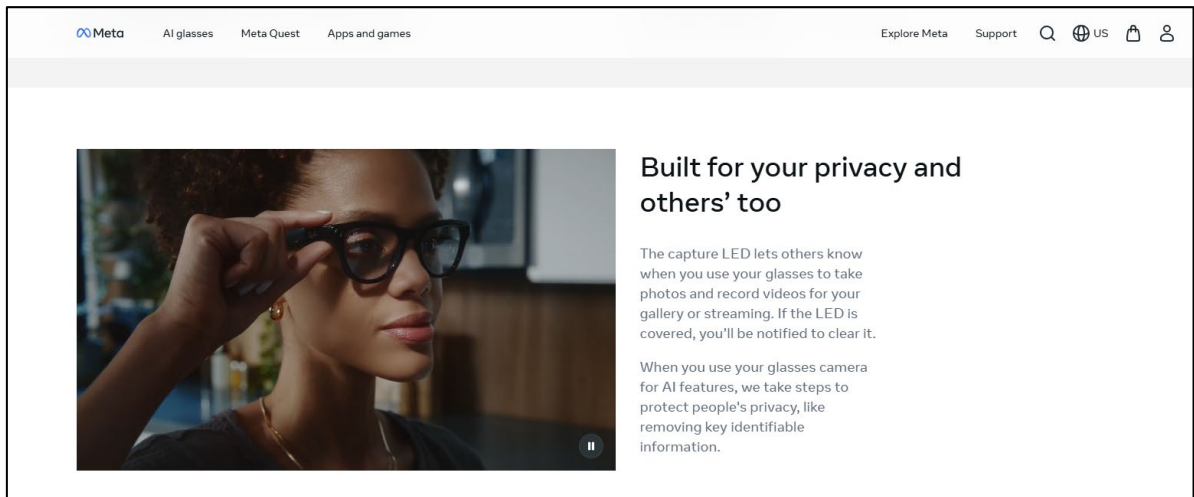 Meta
AI glasses
Meta Quest
Apps and games
Explore Meta
Support
US
Built for your privacy and
others’ too
The capture LED lets others know
when you use your glasses to take
photos and record videos for your
gallery or streaming. If the LED is
covered, you’ll be notified to clear it.
When you use your glasses camera
for AI features, we take steps to
protect people's privacy, like
removing key identifiable
information.